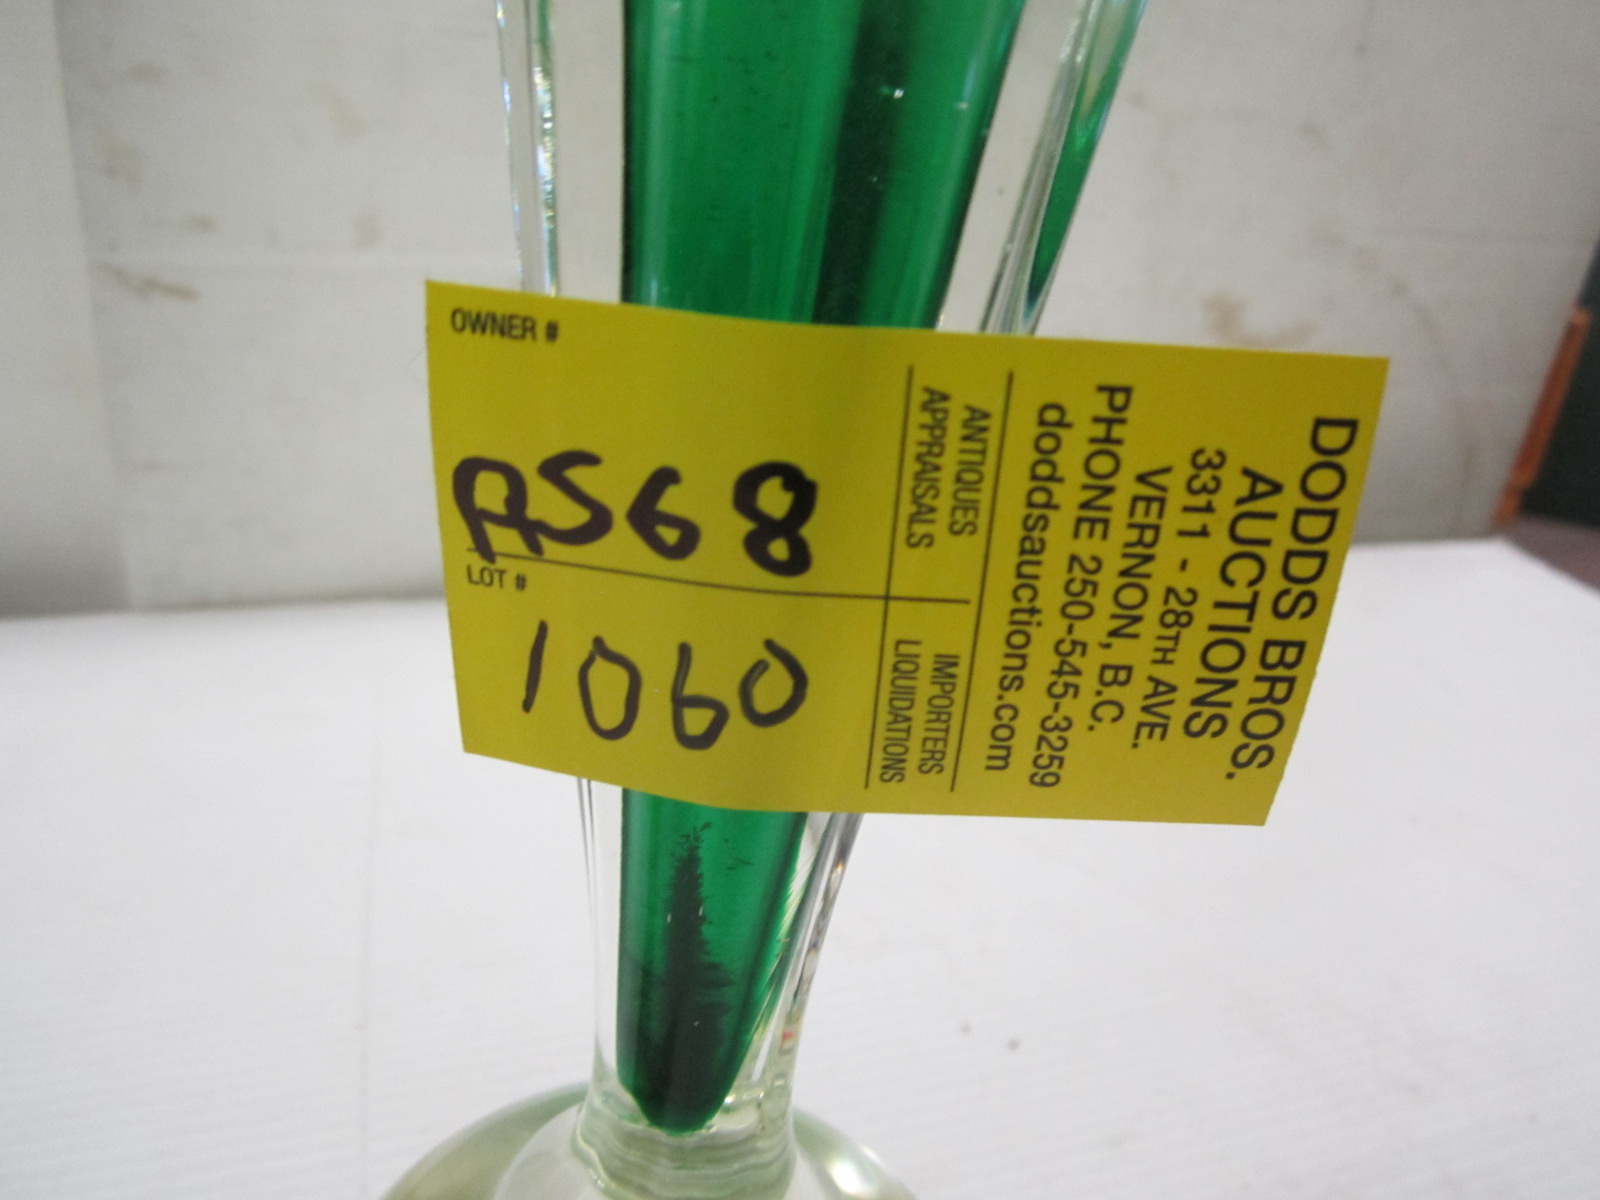 OWNER #
AS68
LOT #
1060
ANTIQUES
APPRAISALS
IMPORTERS
LIQUIDATIONS
DODDS BROS.
AUCTIONS
3311 - 28TH AVE.
VERNON, B.C.
PHONE 250-545-3259
doddsauctions.com